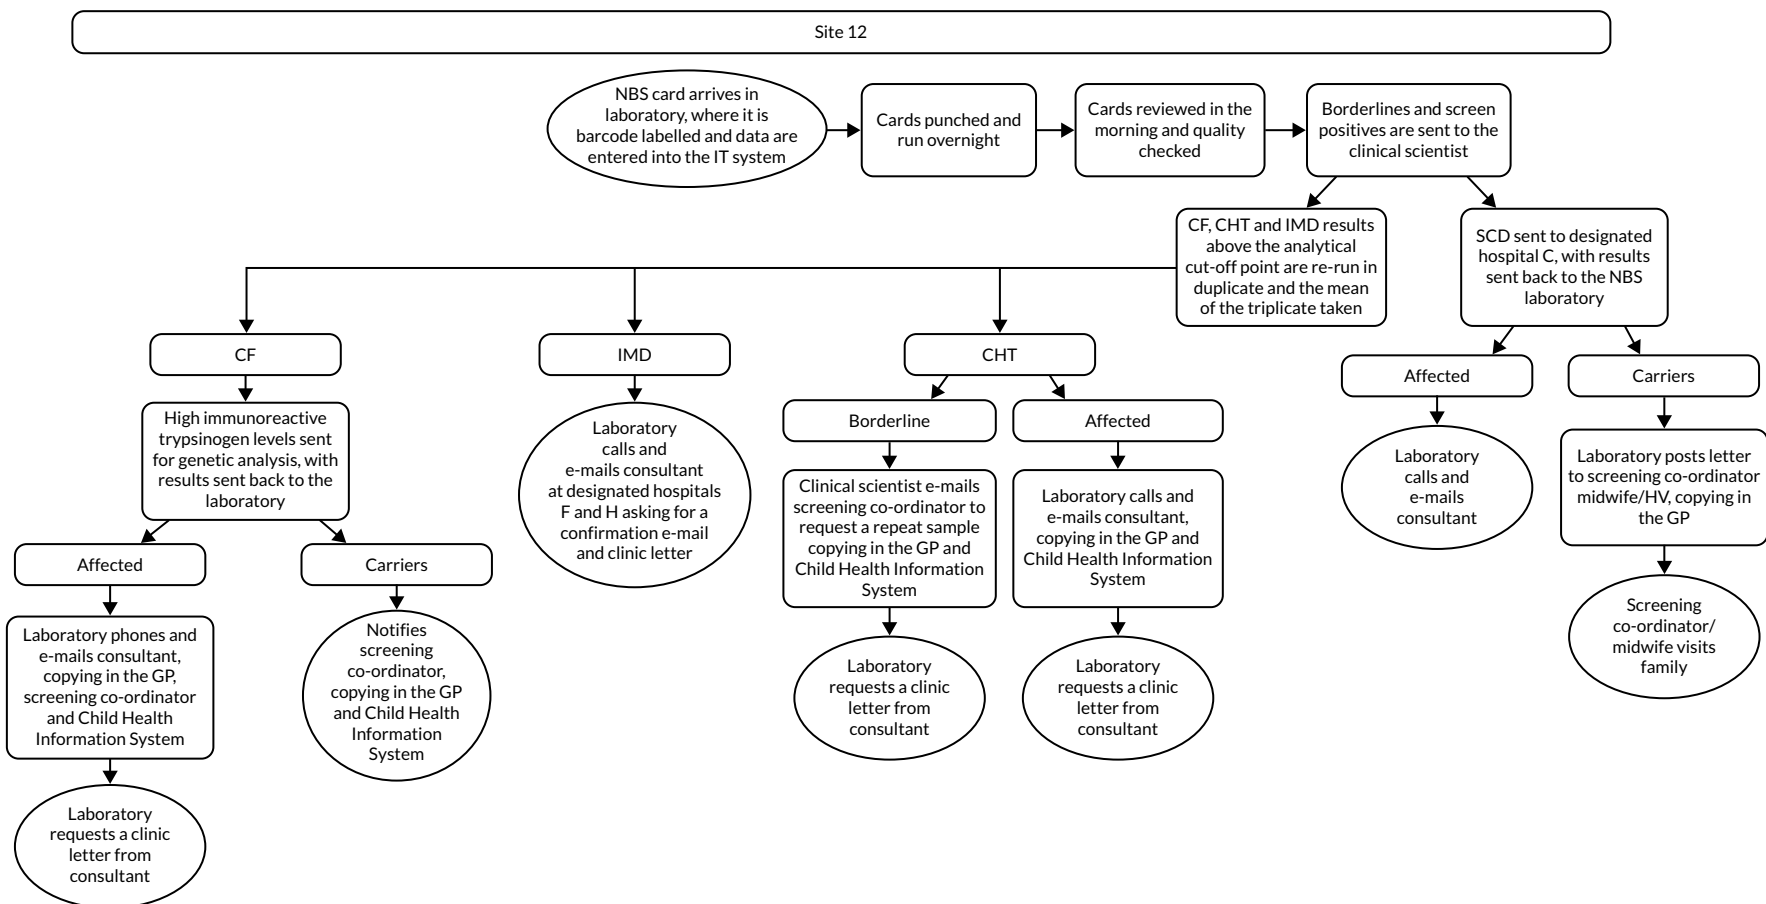 Site 12
NBS card arrives in
laboratory, where it is
barcode labelled and data are
entered into the IT system
Cards punched and
run overnight
Cards reviewed in the
morning and quality
checked
Borderlines and screen
positives are sent to the
clinical scientist
CF, CHT and IMD results
above the analytical
cut-off point are re-run in
duplicate and the mean
of the triplicate taken
SCD sent to designated
hospital C, with results
sent back to the NBS
laboratory
CF
High immunoreactive
trypsinogen levels sent
for genetic analysis, with
results sent back to the
laboratory
Affected
Laboratory phones and
e-mails consultant,
copying in the GP,
screening co-ordinator
and Child Health
Information System
Laboratory
requests a clinic
letter from
consultant
Carriers
Notifies
screening
co-ordinator,
copying in the GP
and Child Health
Information
System
IMD
Laboratory
calls and
e-mails consultant
at designated hospitals
F and H asking for a
confirmation e-mail
and clinic letter
CHT
Borderline
Clinical scientist e-mails
screening co-ordinator to
request a repeat sample
copying in the GP and
Child Health Information
System
Laboratory
requests a clinic
letter from
consultant
Affected
Laboratory calls and
e-mails consultant,
copying in the GP and
Child Health Information
System
Laboratory
requests a clinic
letter from
consultant
Affected
Laboratory
calls and
e-mails
consultant
Carriers
Laboratory posts letter
to screening co-ordinator
midwife/HV, copying in
the GP
Screening
co-ordinator/
midwife visits
family